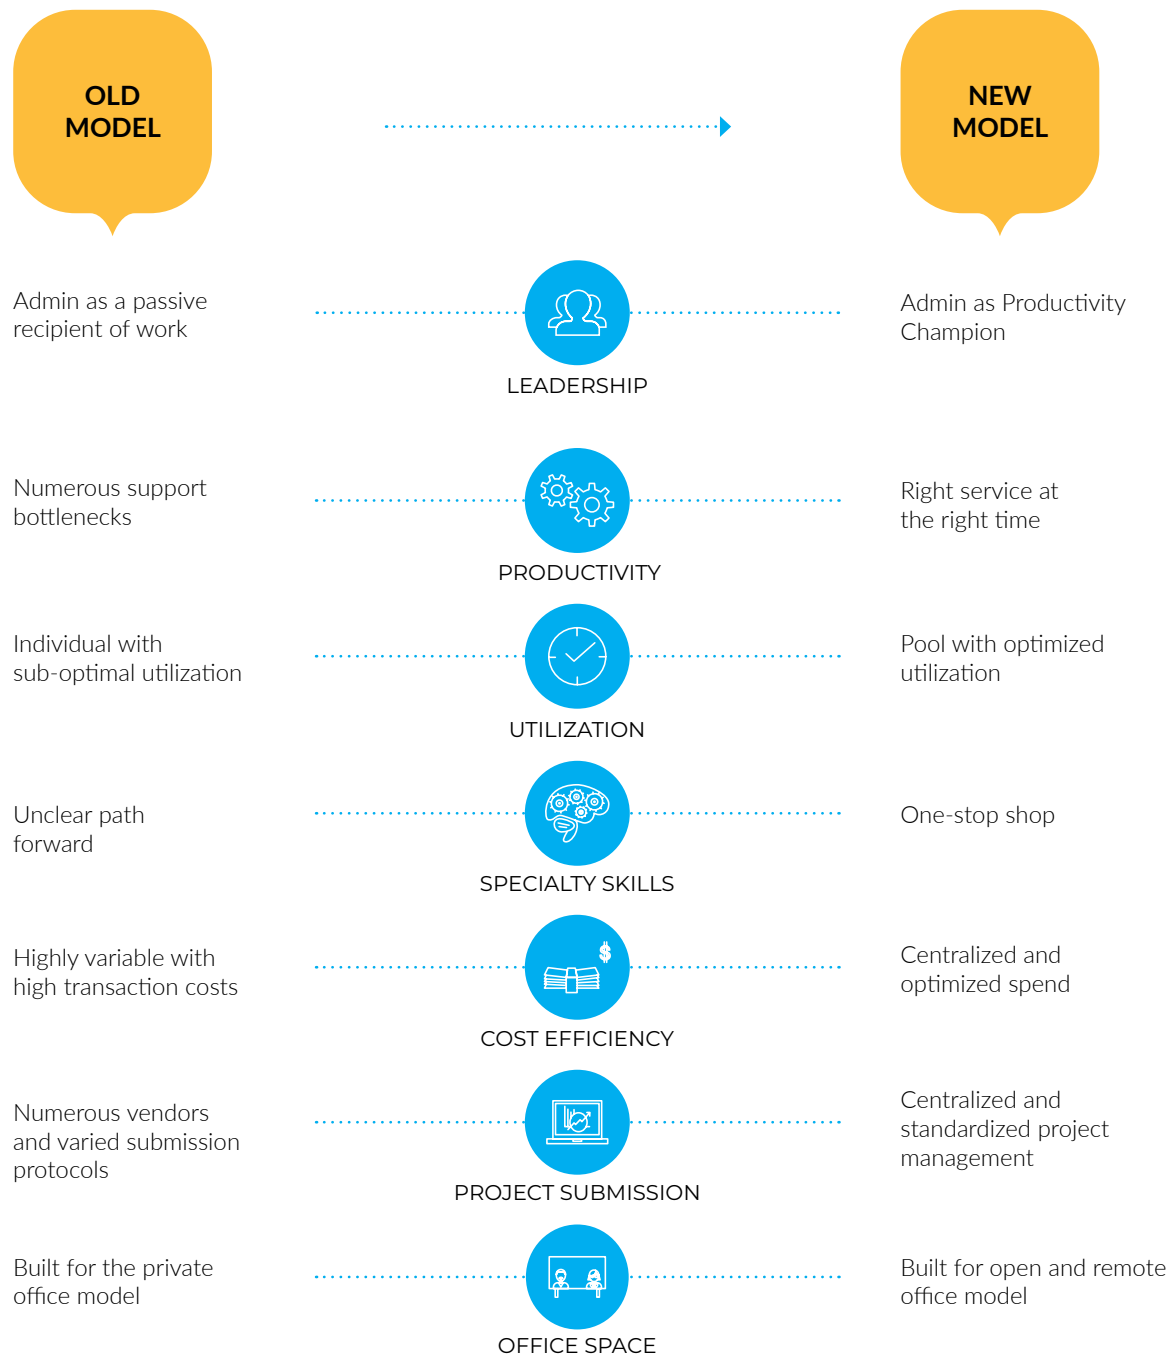 OLD
MODEL
NEW
MODEL
Admin as a passive
recipient of work
LEADERSHIP
Admin as Productivity
Champion
Numerous support
bottlenecks
PRODUCTIVITY
Right service at
the right time
Individual with
sub-optimal utilization
UTILIZATION
Pool with optimized
utilization
Unclear path
forward
SPECIALTY SKILLS
One-stop shop
Highly variable with
high transaction costs
$
COST EFFICIENCY
Centralized and
optimized spend
Numerous vendors
and varied submission
protocols
PROJECT SUBMISSION
Centralized and
standardized project
management
Built for the private
office model
OFFICE SPACE
Built for open and remote
office model